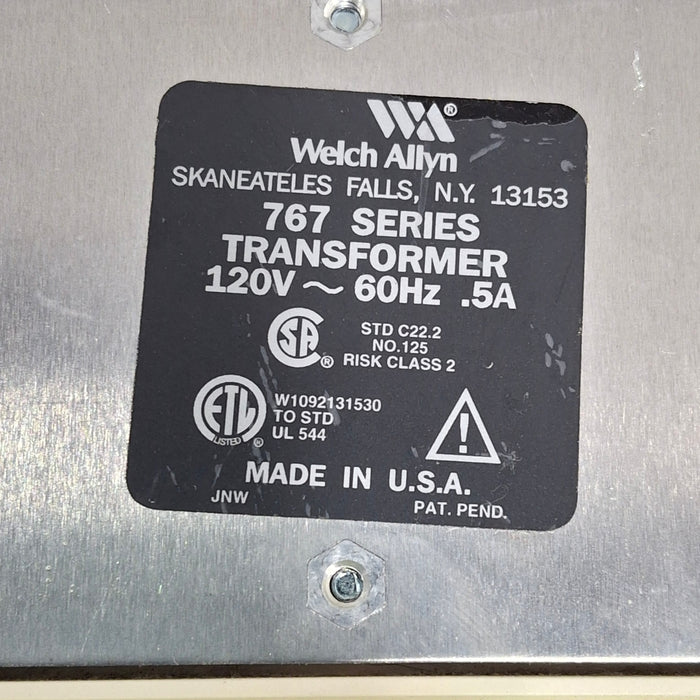 WA®
Welch Allyn
SKANEATELES FALLS, N.Y. 13153
767 SERIES
TRANSFORMER
120V ~ 60Hz .5A
SA ®
STD C22.2
NO.125
RISK CLASS 2
ETL
LISTED ®
W1092131530
TO STD
UL 544
!
MADE IN U.S.A.
JNW
PAT. PEND.